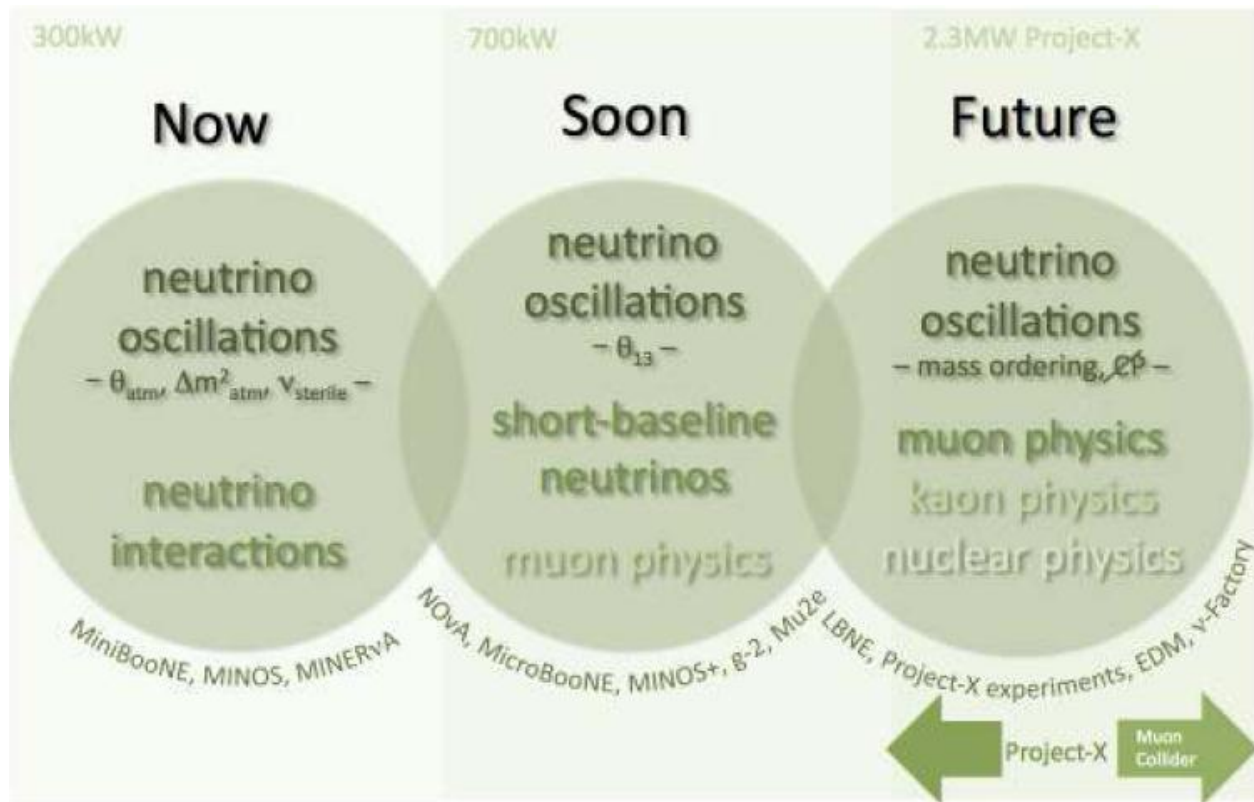 300kW
700kW
2.3MW Project-X
Now
Soon
Future
neutrino
oscillations
– θatm, Δm²atm, νsterile –
neutrino
interactions
MiniBooNE, MINOS, MINERνA
neutrino
oscillations
– θ13 –
short-baseline
neutrinos
muon physics
NOνA, MicroBooNE, MINOS+, g-2, Mu2e
neutrino
oscillations
– mass ordering, CP –
muon physics
kaon physics
nuclear physics
LBNE, Project-X experiments, EDM, ν-Factory
Project-X
Muon
Collider